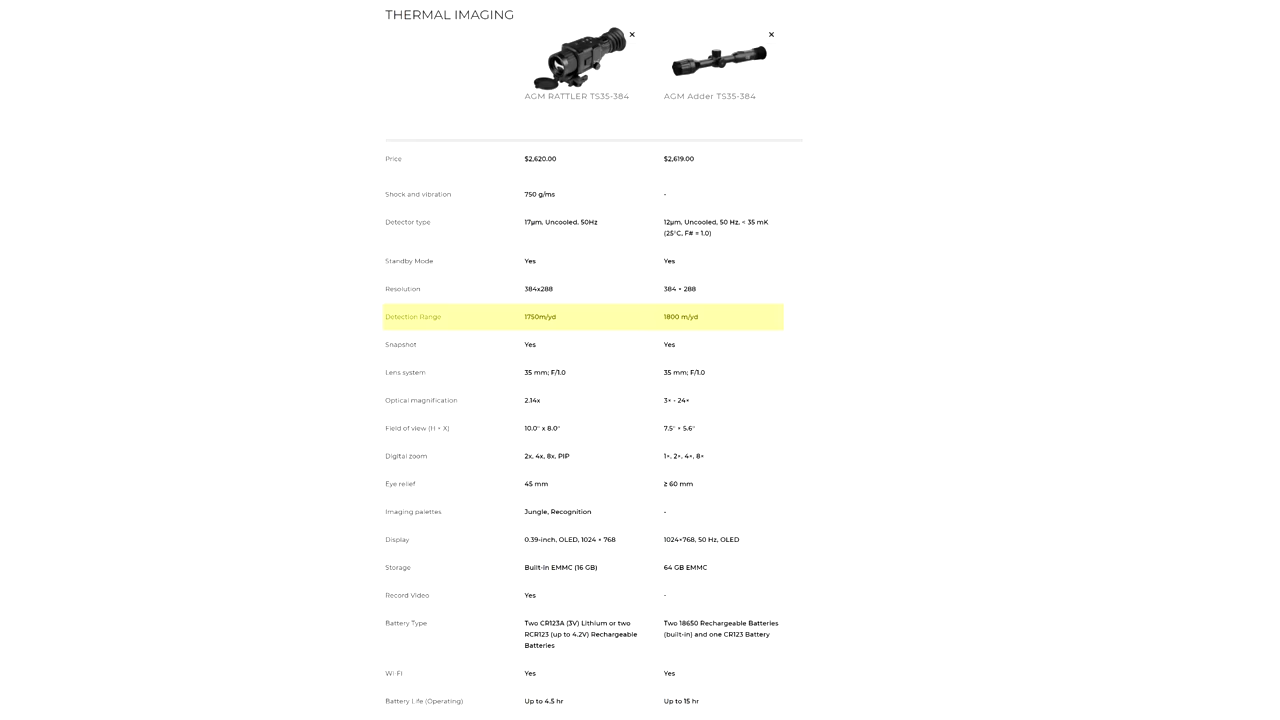 THERMAL IMAGING
× ×
AGM RATTLER TS35-384 AGM Adder TS35-384
Price $2,620.00 $2,619.00
Shock and vibration 750 g/ms -
Detector type 17μm, Uncooled, 50Hz 12μm, Uncooled, 50 Hz, < 35 mK
(25°C, F# = 1.0)
Standby Mode Yes Yes
Resolution 384x288 384 × 288
Detection Range 1750m/yd 1800 m/yd
Snapshot Yes Yes
Lens system 35 mm; F/1.0 35 mm; F/1.0
Optical magnification 2.14x 3× - 24×
Field of view (H × X) 10.0° x 8.0° 7.5° × 5.6°
Digital zoom 2x, 4x, 8x, PIP 1×, 2×, 4×, 8×
Eye relief 45 mm ≥ 60 mm
Imaging palettes Jungle, Recognition -
Display 0.39-inch, OLED, 1024 × 768 1024×768, 50 Hz, OLED
Storage Built-in EMMC (16 GB) 64 GB EMMC
Record Video Yes -
Battery Type Two CR123A (3V) Lithium or two Two 18650 Rechargeable Batteries
RCR123 (up to 4.2V) Rechargeable (built-in) and one CR123 Battery
Batteries
Wi Fi Yes Yes
Battery Life (Operating) Up to 4.5 hr Up to 15 hr